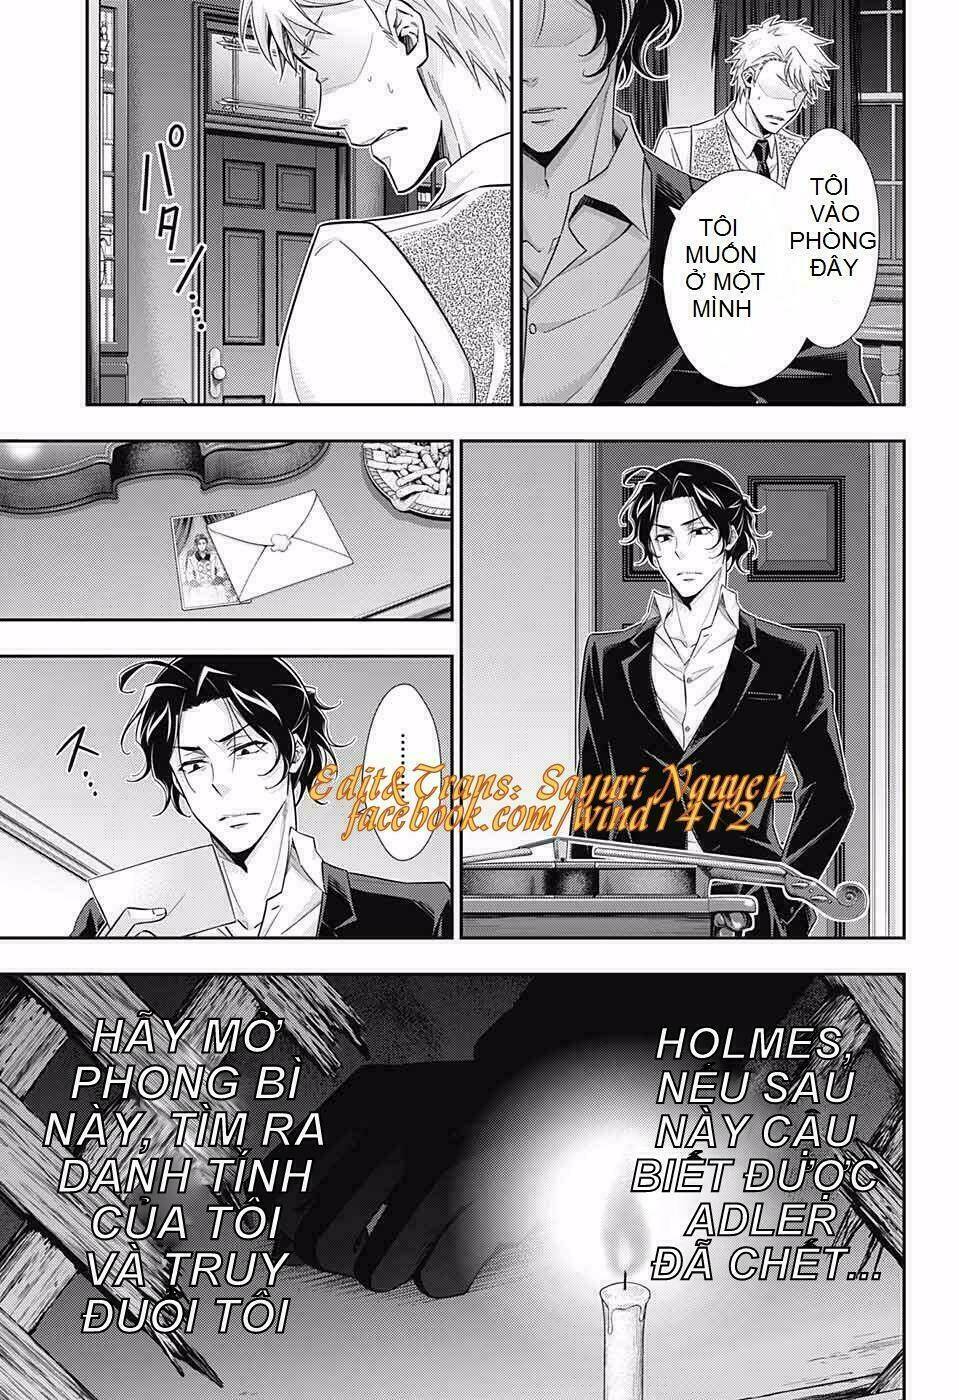 TÔI
VÀO
PHÒNG
ĐÂY
TÔI
MUỐN
Ở MỘT
MÌNH
パタン…
………
ス…
Edit&Trans: Sayuri Nguyen
facebook.com/wind1412
HOLMES,
NẾU SAU
NÀY CẬU
BIẾT ĐƯỢC
ADLER
ĐÃ CHẾT...
HÃY MỞ
PHONG BÌ
NÀY, TÌM RA
DANH TÍNH
CỦA TÔI
VÀ TRUY
ĐUỔI TÔI